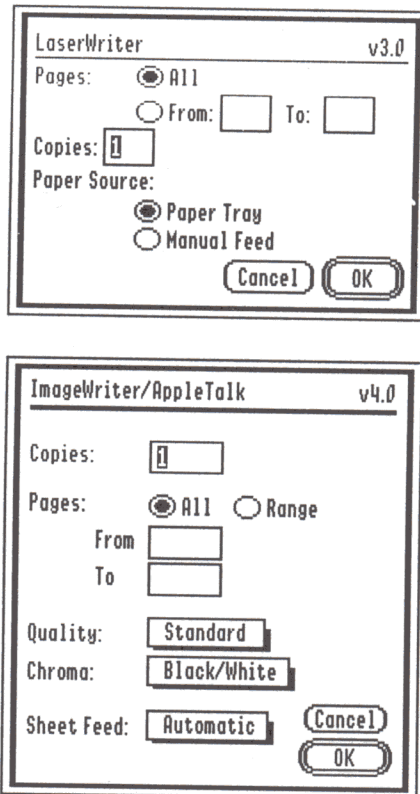 LaserWriter v3.0
Pages: All
From: To:
Copies: 1
Paper Source:
Paper Tray
Manual Feed
Cancel OK
ImageWriter/AppleTalk v4.0
Copies: 1
Pages: All Range
From
To
Quality: Standard
Chroma: Black/White
Sheet Feed: Automatic Cancel
OK